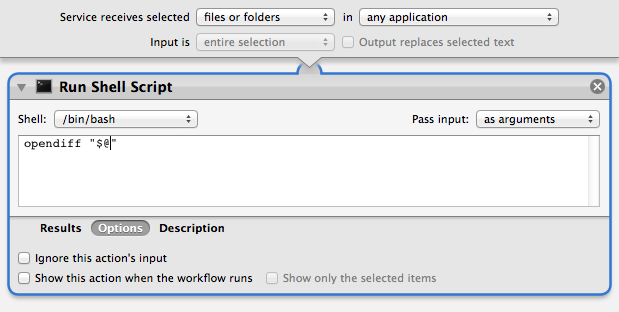 Service receives selected files or folders in any application
Input is entire selection Output replaces selected text
Run Shell Script
Shell: /bin/bash Pass input: as arguments
opendiff "$@"
Results Options Description
Ignore this action's input
Show this action when the workflow runs Show only the selected items